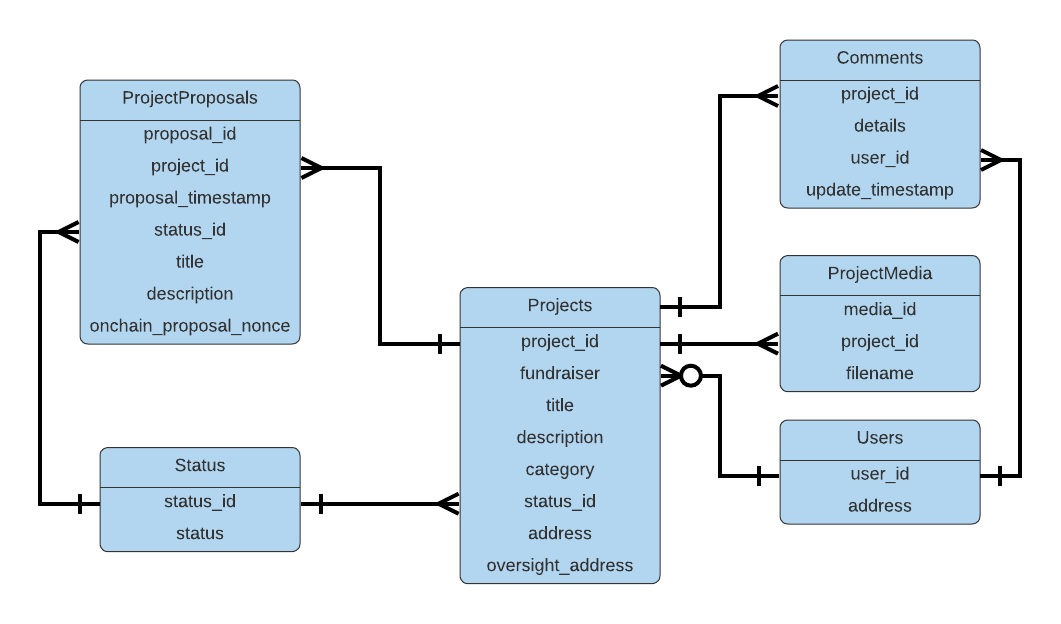 ProjectProposals
proposal_id
project_id
proposal_timestamp
status_id
title
description
onchain_proposal_nonce
Status
status_id
status
Projects
project_id
fundraiser
title
description
category
status_id
address
oversight_address
Comments
project_id
details
user_id
update_timestamp
ProjectMedia
media_id
project_id
filename
Users
user_id
address